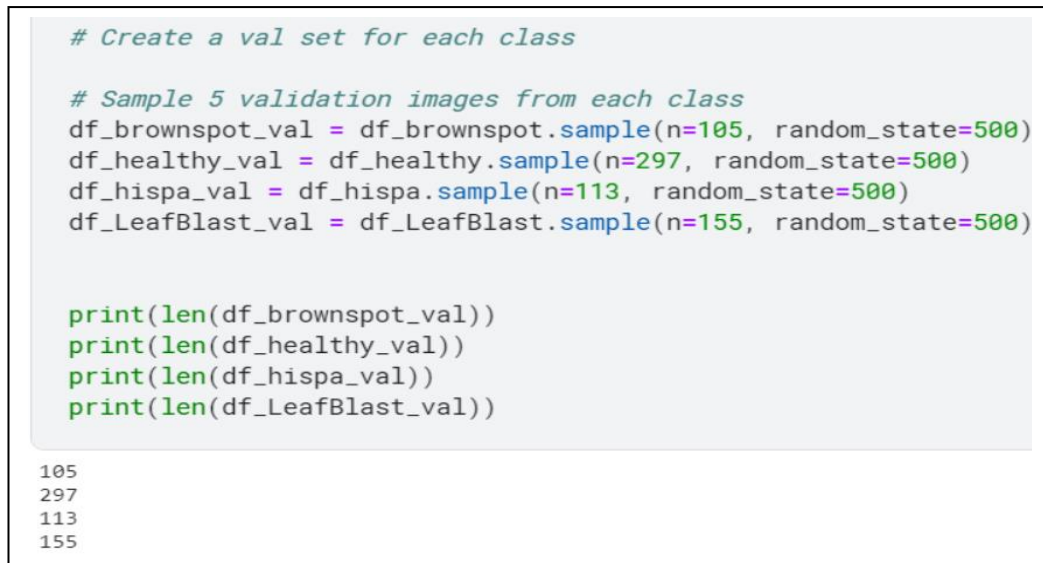 # Create a val set for each class
# Sample 5 validation images from each class
df_brownspot_val = df_brownspot.sample(n=105, random_state=500)
df_healthy_val = df_healthy.sample(n=297, random_state=500)
df_hispa_val = df_hispa.sample(n=113, random_state=500)
df_LeafBlast_val = df_LeafBlast.sample(n=155, random_state=500)
print(len(df_brownspot_val))
print(len(df_healthy_val))
print(len(df_hispa_val))
print(len(df_LeafBlast_val))
105
297
113
155